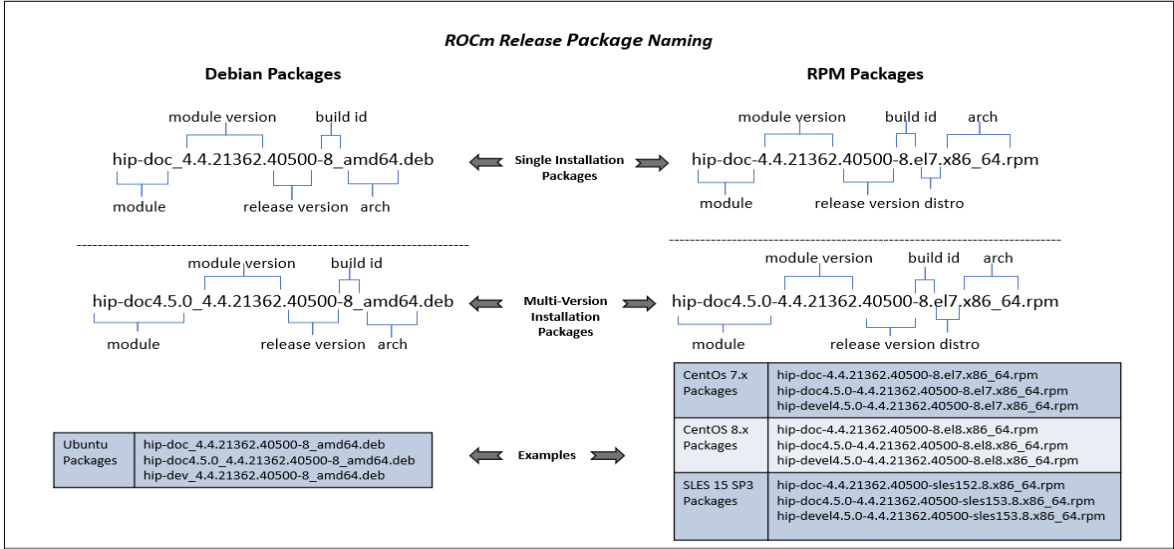 ROCm Release Package Naming
Debian Packages
module version build id
hip-doc_4.4.21362.40500-8_amd64.deb
module release version arch
RPM Packages
module version build id arch
hip-doc-4.4.21362.40500-8.el7.x86_64.rpm
module release version distro
Single Installation
Packages
module version build id
hip-doc4.5.0_4.4.21362.40500-8_amd64.deb
module release version arch
Multi-Version
Installation
Packages
module version build id arch
hip-doc4.5.0-4.4.21362.40500-8.el7.x86_64.rpm
module release version distro
Ubuntu
Packages
hip-doc_4.4.21362.40500-8_amd64.deb
hip-doc4.5.0_4.4.21362.40500-8_amd64.deb
hip-dev_4.4.21362.40500-8_amd64.deb
Examples
CentOs 7.x
Packages
hip-doc-4.4.21362.40500-8.el7.x86_64.rpm
hip-doc4.5.0-4.4.21362.40500-8.el7.x86_64.rpm
hip-devel4.5.0-4.4.21362.40500-8.el7.x86_64.rpm
CentOS 8.x
Packages
hip-doc-4.4.21362.40500-8.el8.x86_64.rpm
hip-doc4.5.0-4.4.21362.40500-8.el8.x86_64.rpm
hip-devel4.5.0-4.4.21362.40500-8.el8.x86_64.rpm
SLES 15 SP3
Packages
hip-doc-4.4.21362.40500-sles152.8.x86_64.rpm
hip-doc4.5.0-4.4.21362.40500-sles153.8.x86_64.rpm
hip-devel4.5.0-4.4.21362.40500-sles153.8.x86_64.rpm